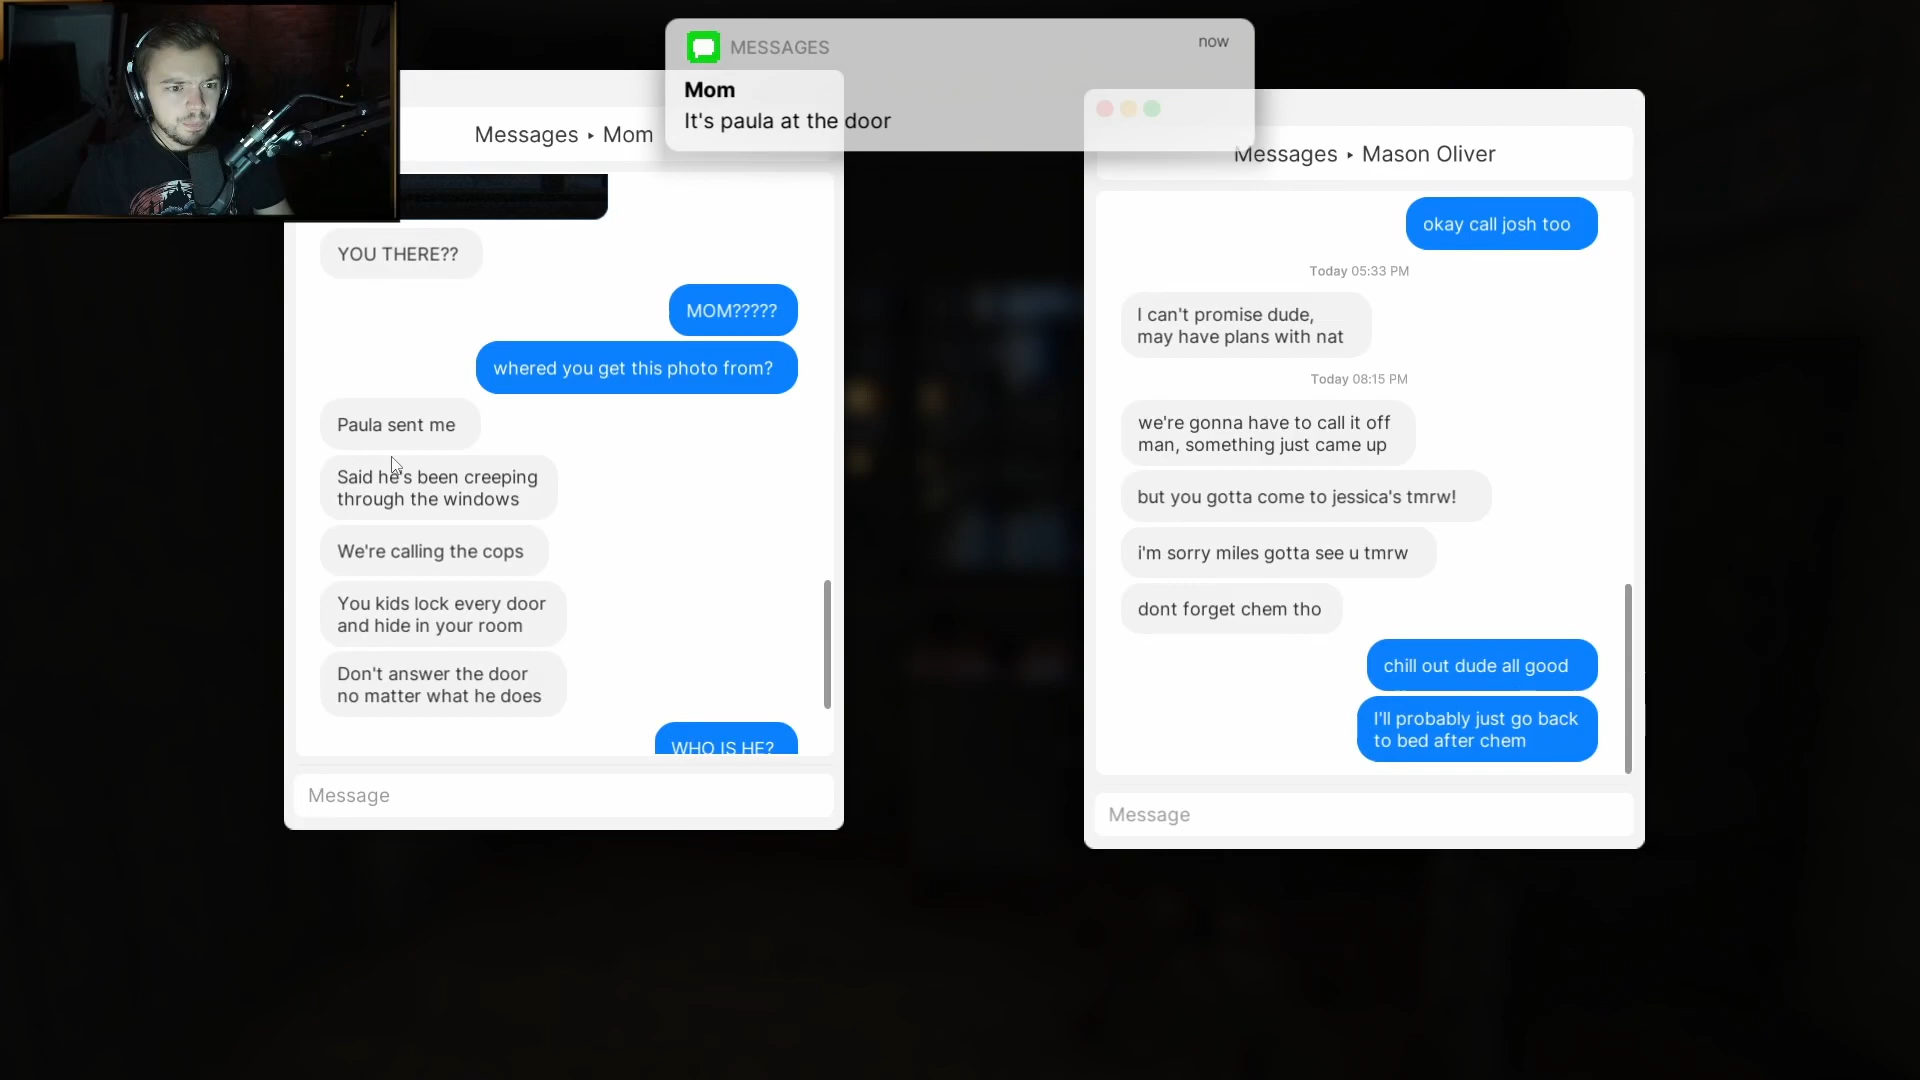 MESSAGES
now
Mom
It's paula at the door
Messages ▸ Mom
YOU THERE??
MOM?????
whered you get this photo from?
Paula sent me
Said he's been creeping
through the windows
We're calling the cops
You kids lock every door
and hide in your room
Don't answer the door
no matter what he does
WHO IS HE?
Message
Messages ▸ Mason Oliver
okay call josh too
Today 05:33 PM
I can't promise dude,
may have plans with nat
Today 08:15 PM
we're gonna have to call it off
man, something just came up
but you gotta come to jessica's tmrw!
i'm sorry miles gotta see u tmrw
dont forget chem tho
chill out dude all good
I'll probably just go back
to bed after chem
Message